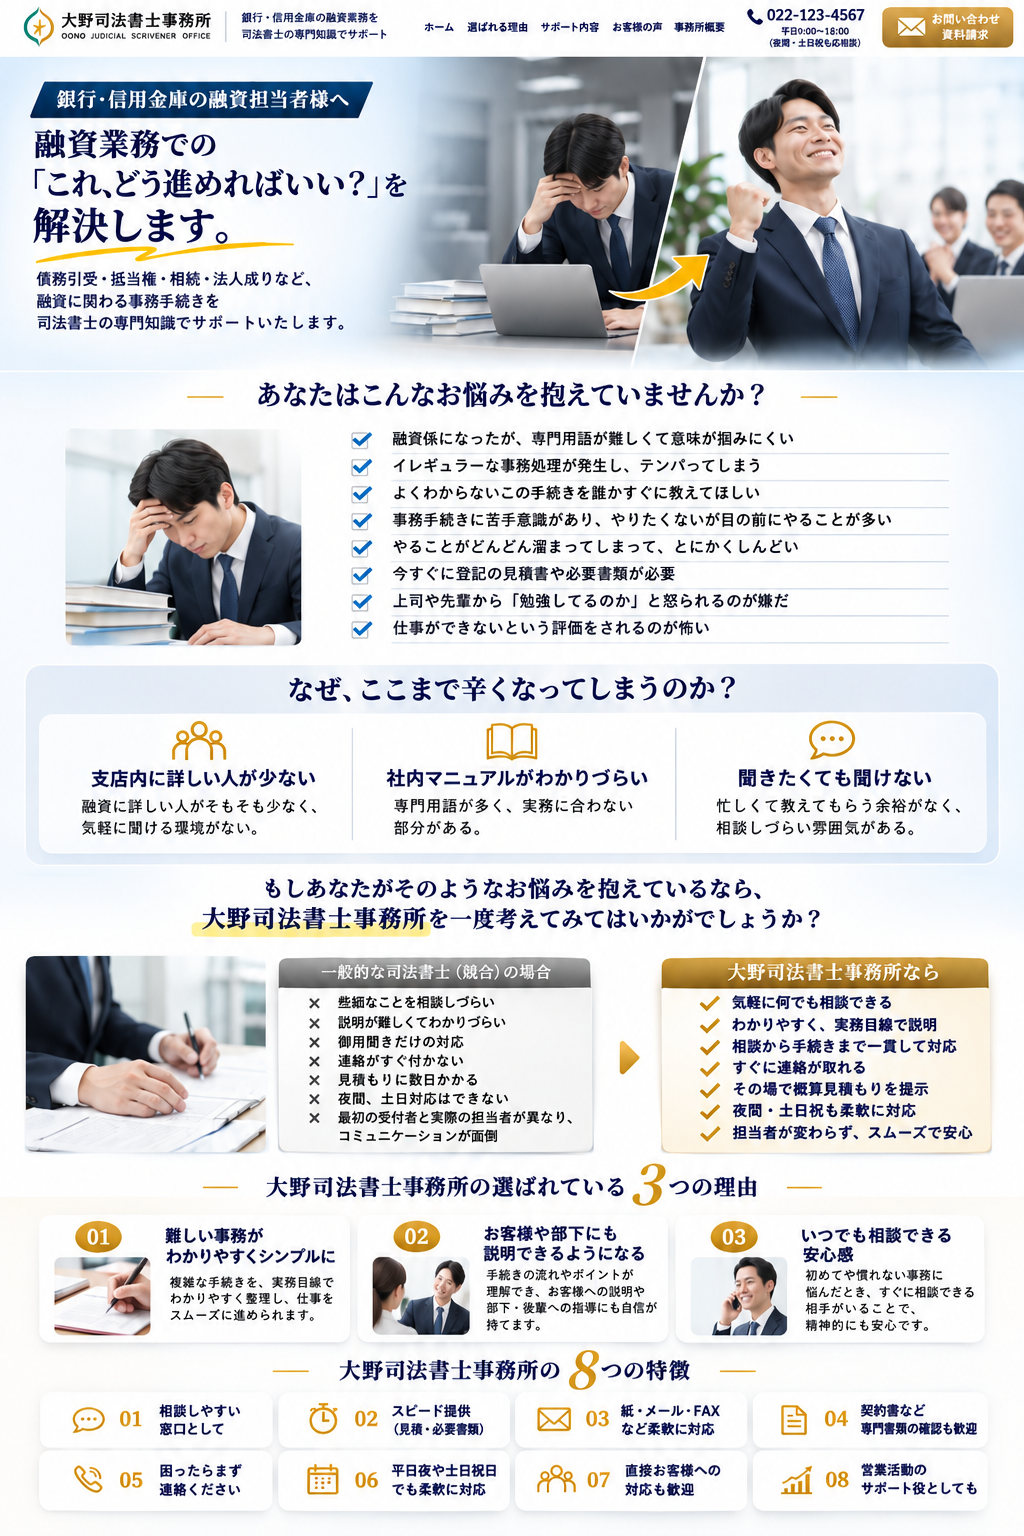 大野司法書士事務所
OONO JUDICIAL SCRIVENER OFFICE
銀行・信用金庫の融資業務を
司法書士の専門知識でサポート
ホーム 選ばれる理由 サポート内容 お客様の声 事務所概要
022-123-4567
平日9:00〜18:00
(夜間・土日祝も応相談)
お問い合わせ
資料請求
銀行・信用金庫の融資担当者様へ
融資業務での
「これ、どう進めればいい?」を
解決します。
債務引受・抵当権・相続・法人成りなど、
融資に関わる事務手続きを
司法書士の専門知識でサポートいたします。
あなたはこんなお悩みを抱えていませんか?
融資係になったが、専門用語が難しくて意味が掴みにくい
イレギュラーな事務処理が発生し、テンパってしまう
よくわからないこの手続きを誰かすぐに教えてほしい
事務手続きに苦手意識があり、やりたくないが目の前にやることが多い
やることがどんどん溜まってしまって、とにかくしんどい
今すぐに登記の見積書や必要書類が必要
上司や先輩から「勉強してるのか」と怒られるのが嫌だ
仕事ができないという評価をされるのが怖い
なぜ、ここまで辛くなってしまうのか?
支店内に詳しい人が少ない
融資に詳しい人がそもそも少なく、
気軽に聞ける環境がない。
社内マニュアルがわかりづらい
専門用語が多く、実務に合わない
部分がある。
聞きたくても聞けない
忙しくて教えてもらう余裕がなく、
相談しづらい雰囲気がある。
もしあなたがそのようなお悩みを抱えているなら、
大野司法書士事務所を一度考えてみてはいかがでしょうか?
一般的な司法書士(競合)の場合
些細なことを相談しづらい
説明が難しくてわかりづらい
御用聞きだけの対応
連絡がすぐ付かない
見積もりに数日かかる
夜間、土日対応はできない
最初の受付者と実際の担当者が異なり、
コミュニケーションが面倒
大野司法書士事務所なら
気軽に何でも相談できる
わかりやすく、実務目線で説明
相談から手続きまで一貫して対応
すぐに連絡が取れる
その場で概算見積もりを提示
夜間・土日祝も柔軟に対応
担当者が変わらず、スムーズで安心
大野司法書士事務所の選ばれている3つの理由
01
難しい事務が
わかりやすくシンプルに
複雑な手続きを、実務目線で
わかりやすく整理し、仕事を
スムーズに進められます。
02
お客様や部下にも
説明できるようになる
手続きの流れやポイントが
理解でき、お客様への説明や
部下・後輩への指導にも自信が
持てます。
03
いつでも相談できる
安心感
初めてや慣れない事務に
悩んだとき、すぐに相談できる
相手がいることで、
精神的にも安心です。
大野司法書士事務所の8つの特徴
01
相談しやすい
窓口として
02
スピード提供
(見積・必要書類)
03
紙・メール・FAX
など柔軟に対応
04
契約書など
専門書類の確認も歓迎
05
困ったらまず
連絡ください
06
平日夜や土日祝日
でも柔軟に対応
07
直接お客様への
対応も歓迎
08
営業活動の
サポート役としても